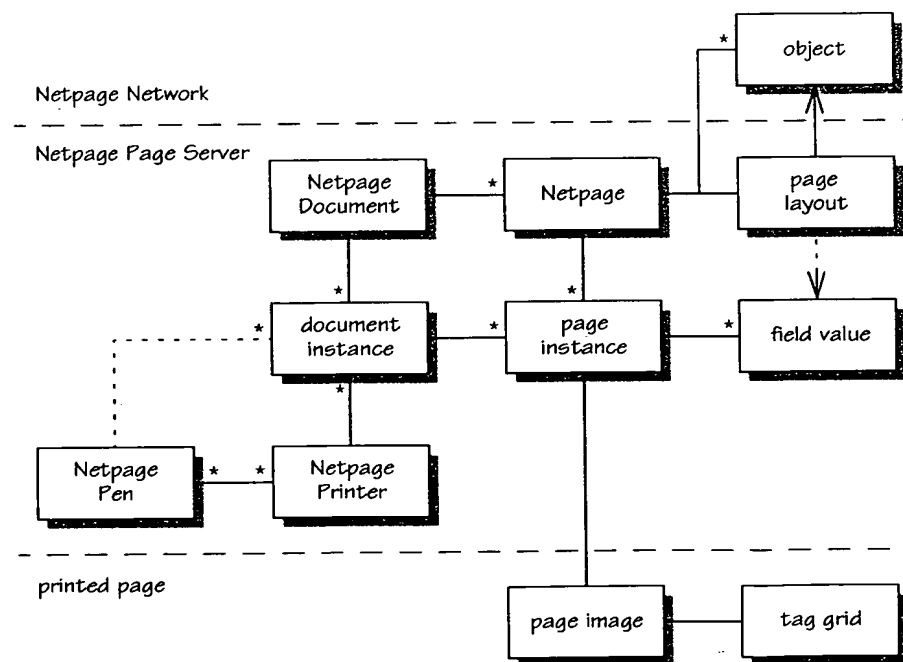 object
Netpage Network
Netpage Page Server
Netpage
Document
Netpage
page
layout
document
instance
page
instance
field value
Netpage
Pen
Netpage
Printer
printed page
page image
tag grid
*
*
*
*
*
*
*
*
*
*